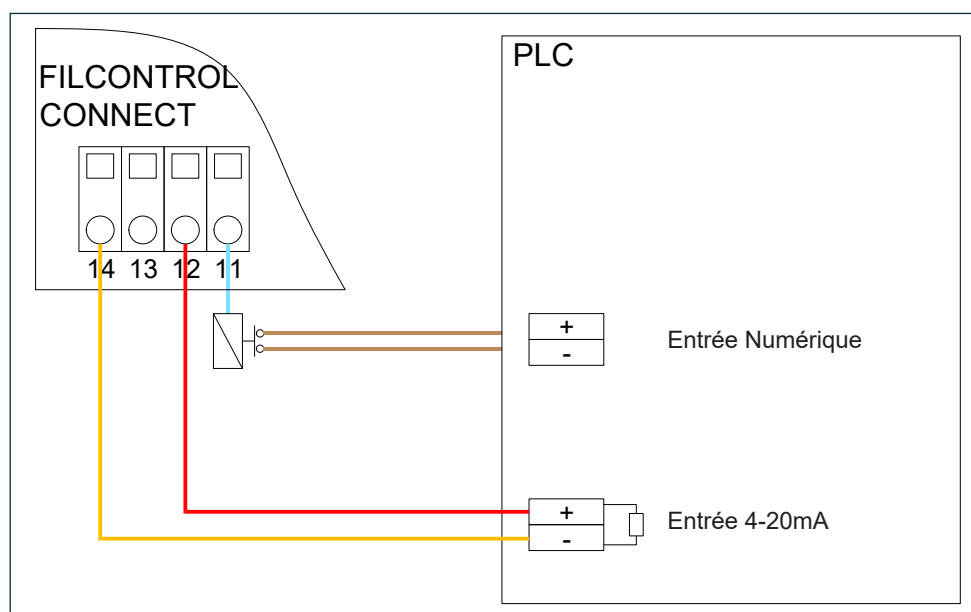 FILCONTROL
CONNECT
PLC
14 13 12 11
+
-
Entrée Numérique
+
-
Entrée 4-20mA